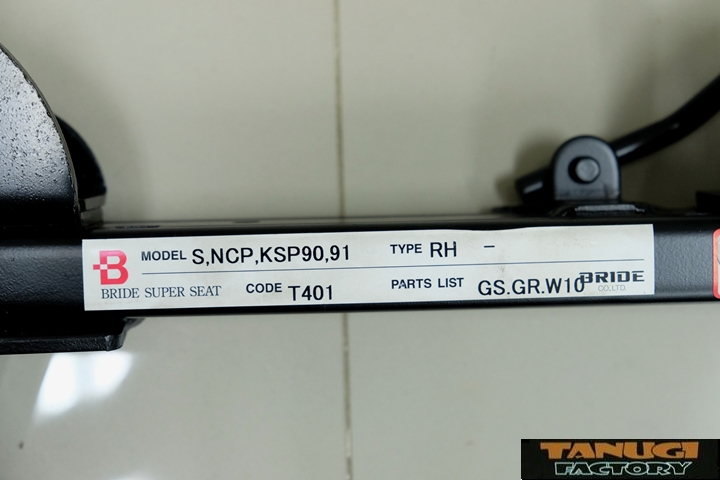 B MODEL S,NCP,KSP90,91 TYPE RH -
BRIDE SUPER SEAT CODE T401 PARTS LIST GS.GR.W10 BRIDE
CO.,LTD.
TANUGI
FACTORY